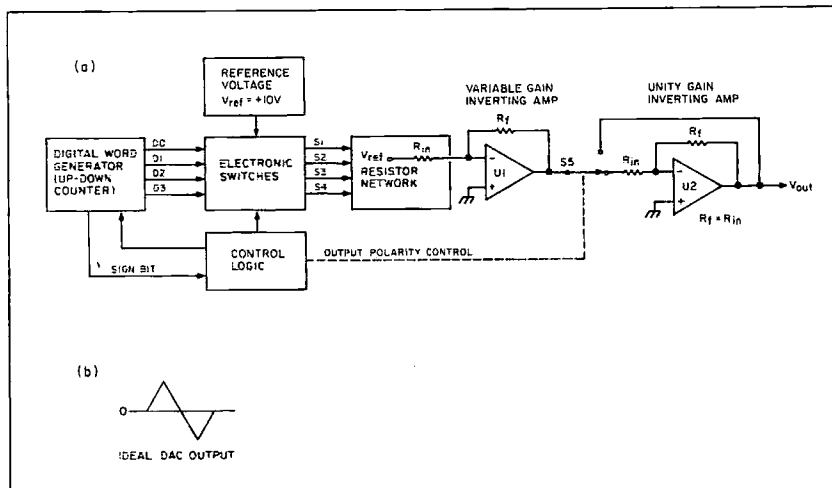 (a)
REFERENCE
VOLTAGE
Vref = +10V
VARIABLE GAIN
INVERTING AMP
UNITY GAIN
INVERTING AMP
DIGITAL WORD
GENERATOR
(UP-DOWN
COUNTER)
D0
D1
D2
D3
ELECTRONIC
SWITCHES
S1
S2
S3
S4
Vref
Rin
RESISTOR
NETWORK
Rf
-
+
U1
S5
Rin
Rf
-
+
U2
Vout
Rf = Rin
SIGN BIT
CONTROL
LOGIC
OUTPUT POLARITY CONTROL
(b)
0
IDEAL DAC OUTPUT